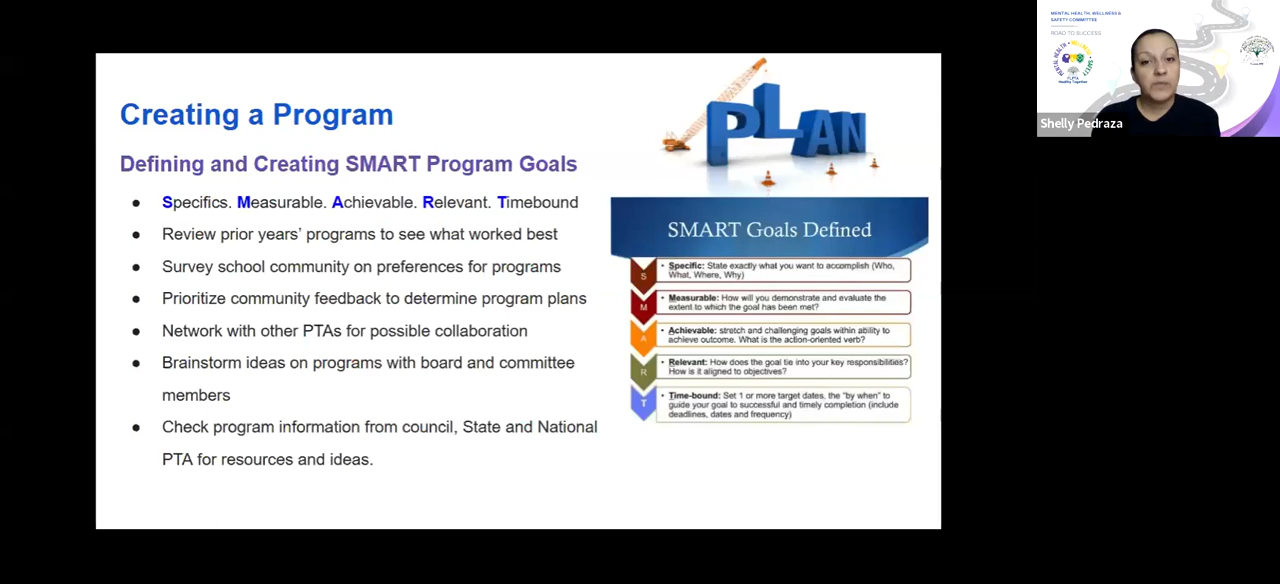 Creating a Program
Defining and Creating SMART Program Goals
● Specifics. Measurable. Achievable. Relevant. Timebound
● Review prior years' programs to see what worked best
● Survey school community on preferences for programs
● Prioritize community feedback to determine program plans
● Network with other PTAs for possible collaboration
● Brainstorm ideas on programs with board and committee
members
● Check program information from council, State and National
PTA for resources and ideas.
PLAN
SMART Goals Defined
S
• Specific: State exactly what you want to accomplish (Who,
What, Where, Why)
M
• Measurable: How will you demonstrate and evaluate the
extent to which the goal has been met?
A
• Achievable: stretch and challenging goals within ability to
achieve outcome. What is the action-oriented verb?
R
• Relevant: How does the goal tie into your key responsibilities?
How is it aligned to objectives?
T
• Time-bound: Set 1 or more target dates, the "by when" to
guide your goal to successful and timely completion (include
deadlines, dates and frequency)
MENTAL HEALTH, WELLNESS &
SAFETY COMMITTEE
ROAD TO SUCCESS
MENTAL HEALTH • WELLNESS • SAFETY
Healthy Together
Shelly Pedraza